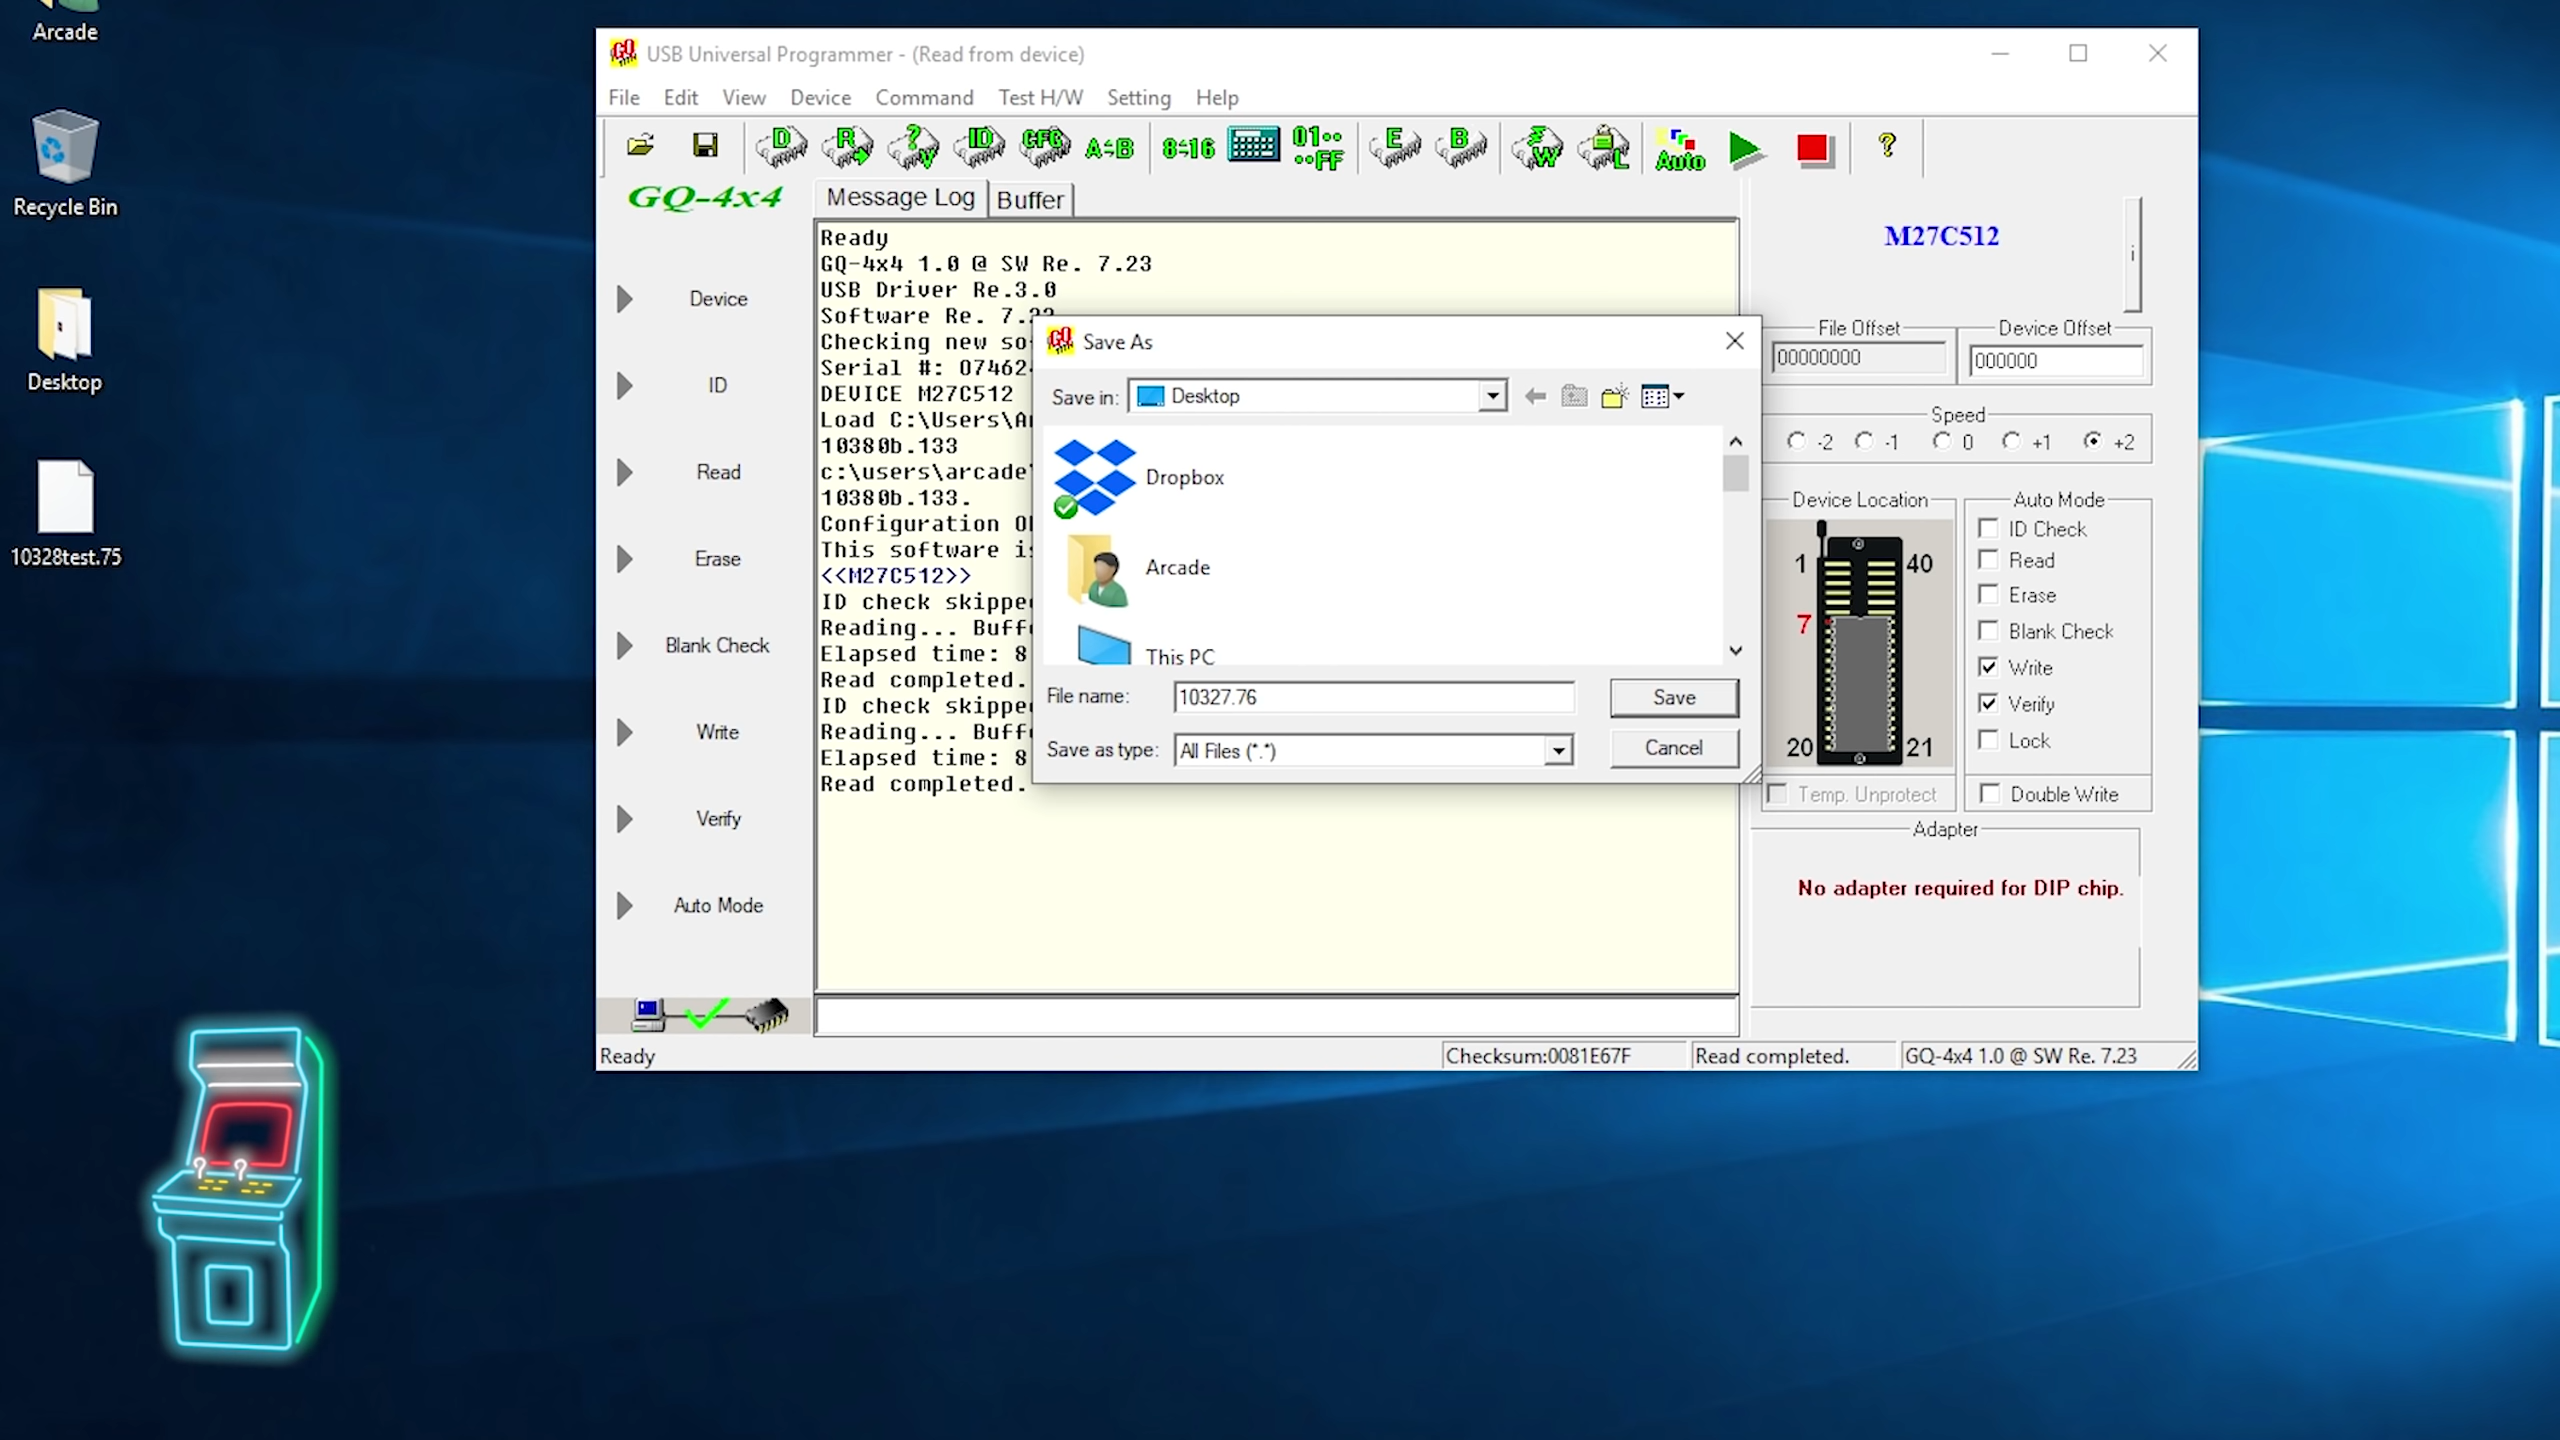 Arcade
Recycle Bin
Desktop
10328test.75
USB Universal Programmer - (Read from device)
File Edit View Device Command Test H/W Setting Help
D R ? V ID CFG A B 8 16 01 FF E B W L Auto ?
GQ-4x4
Device
ID
Read
Erase
Blank Check
Write
Verify
Auto Mode
Message Log Buffer
Ready
GQ-4x4 1.0 @ SW Re. 7.23
USB Driver Re.3.0
Software Re. 7.23
Checking new so
Serial #: 07462
DEVICE M27C512
Load C:\Users\A
10380b.133
c:\users\arcade
10380b.133.
Configuration O
This software is
<<M27C512>>
ID check skipped
Reading... Buff
Elapsed time: 8
Read completed.
ID check skipped
Reading... Buff
Elapsed time: 8
Read completed.
Save As
Save in: Desktop
Dropbox
Arcade
This PC
File name: 10327.76
Save
Save as type: All Files (*.*)
Cancel
M27C512
i
File Offset
00000000
Device Offset
000000
Speed
-2 -1 0 +1 +2
Device Location
1 40
7
20 21
Temp. Unprotect
Auto Mode
ID Check
Read
Erase
Blank Check
Write
Verify
Lock
Double Write
Adapter
No adapter required for DIP chip.
Ready
Checksum:0081E67F
Read completed.
GQ-4x4 1.0 @ SW Re. 7.23